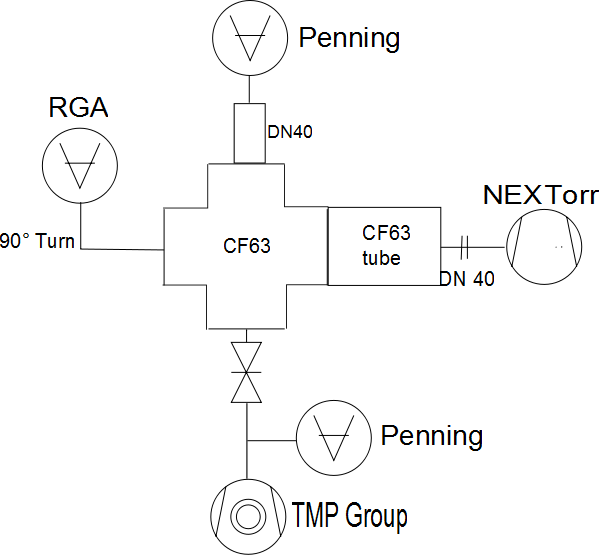 Penning
RGA
DN40
NEXTorr
90° Turn
CF63
CF63
tube
DN 40
Penning
TMP Group